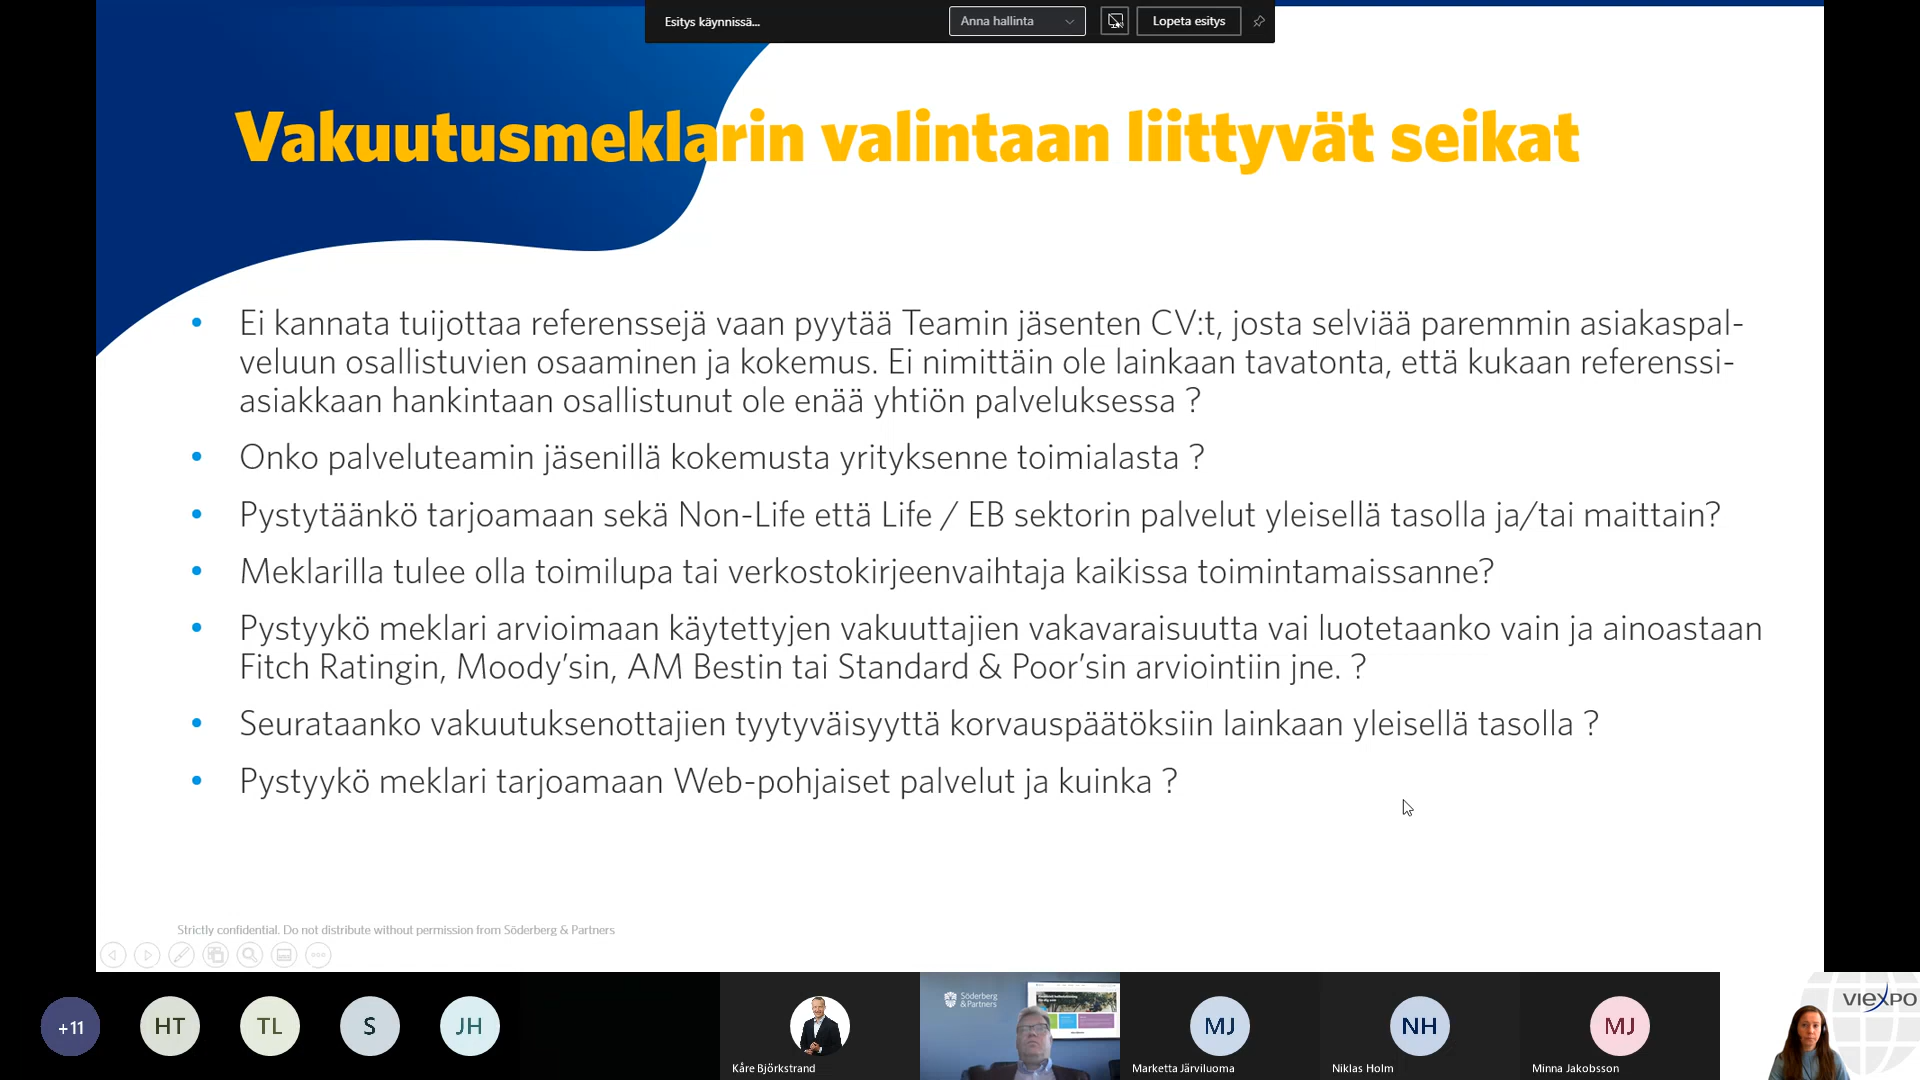 Esitys käynnissä...
Anna hallinta
Lopeta esitys
Vakuutusmeklarin valintaan liittyvät seikat
• Ei kannata tuijottaa referenssejä vaan pyytää Teamin jäsenten CV:t, josta selviää paremmin asiakaspal-
veluun osallistuvien osaaminen ja kokemus. Ei nimittäin ole lainkaan tavatonta, että kukaan referenssi-
asiakkaan hankintaan osallistunut ole enää yhtiön palveluksessa ?
• Onko palveluteamin jäsenillä kokemusta yrityksenne toimialasta ?
• Pystytäänkö tarjoamaan sekä Non-Life että Life / EB sektorin palvelut yleisellä tasolla ja/tai maittain?
• Meklarilla tulee olla toimilupa tai verkostokirjeenvaihtaja kaikissa toimintamaissanne?
• Pystyykö meklari arvioimaan käytettyjen vakuuttajien vakavaraisuutta vai luotetaanko vain ja ainoastaan
Fitch Ratingin, Moody’sin, AM Bestin tai Standard & Poor’sin arviointiin jne. ?
• Seurataanko vakuutuksenottajien tyytyväisyyttä korvauspäätöksiin lainkaan yleisellä tasolla ?
• Pystyykö meklari tarjoamaan Web-pohjaiset palvelut ja kuinka ?
Strictly confidential. Do not distribute without permission from Söderberg & Partners
+11
HT
TL
S
JH
Kåre Björkstrand
Söderberg
& Partners
MJ
Marketta Järviluoma
NH
Niklas Holm
MJ
Minna Jakobsson
VIEXPO